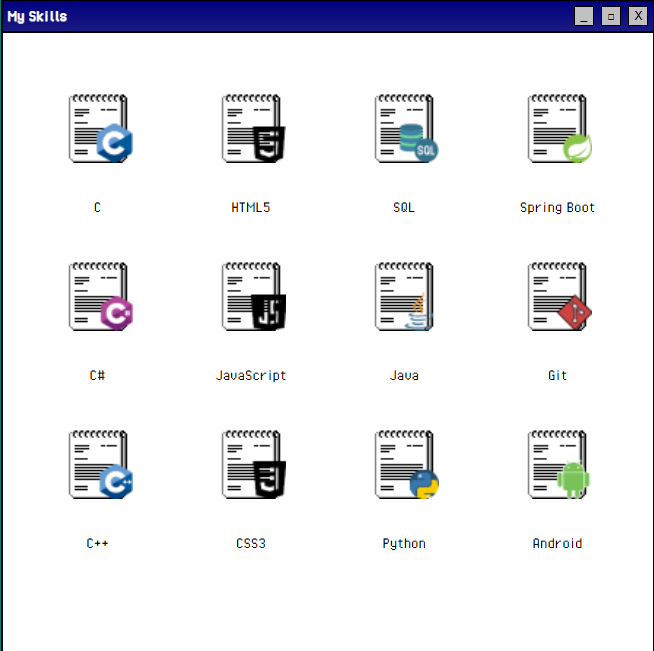 My Skills
_ □ X
C HTML5 SQL Spring Boot
C# JavaScript Java Git
C++ CSS3 Python Android